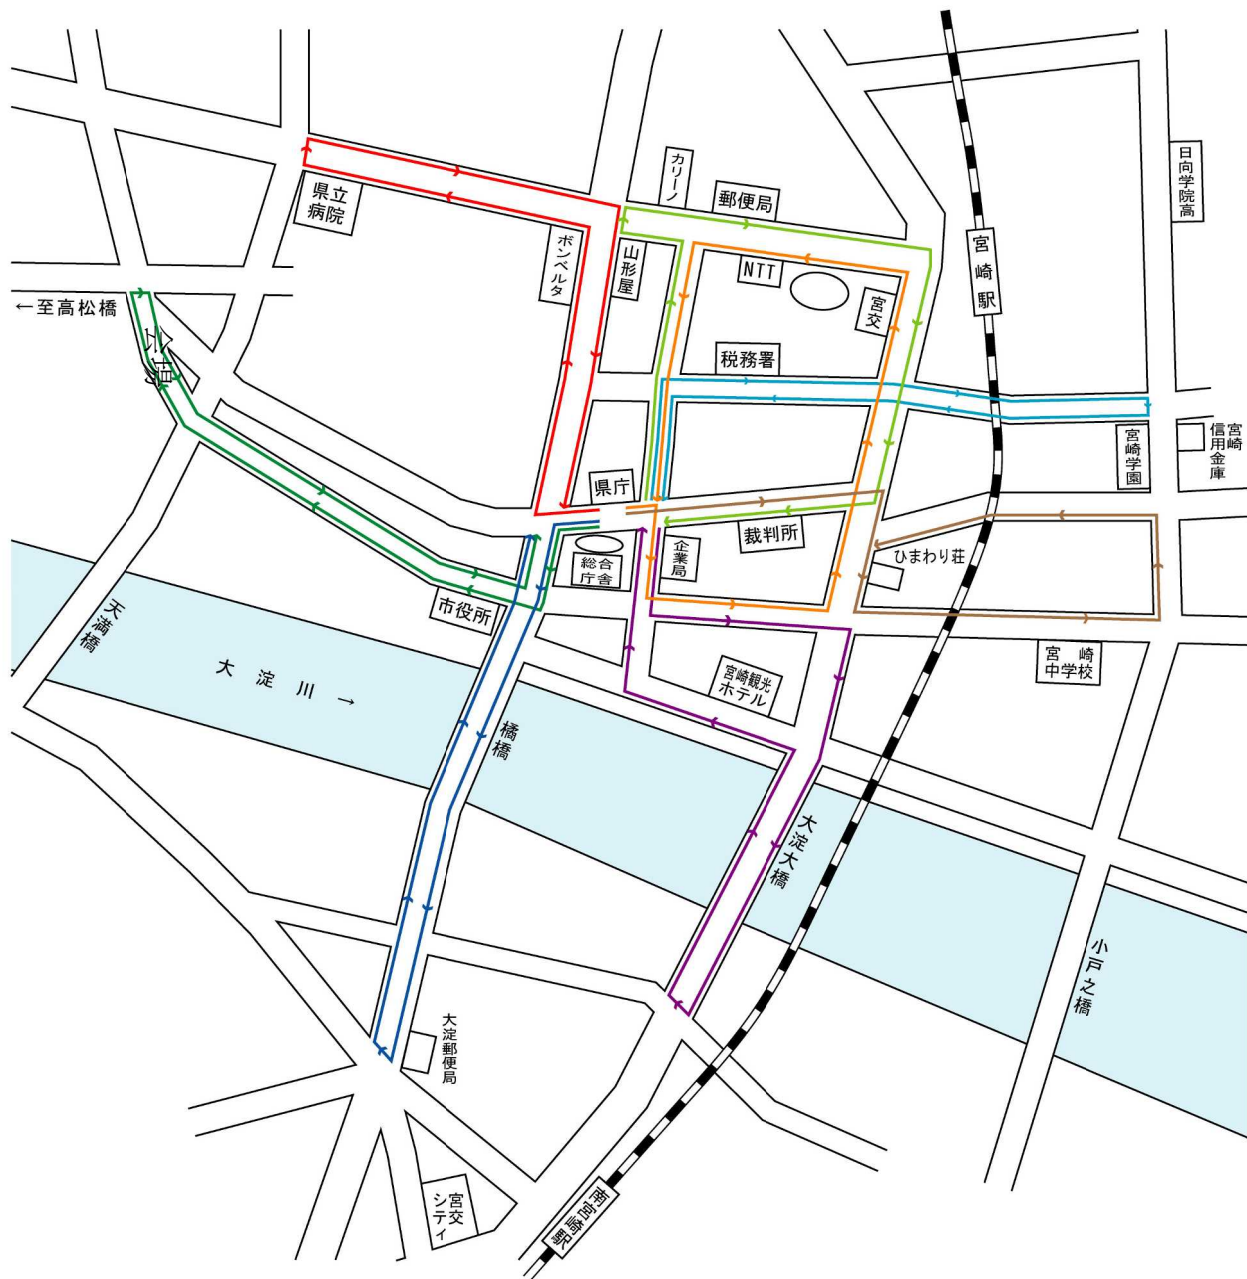 カリーノ
郵便局
日向学院高
県立
病院
ボンベルタ
山形屋
NTT
宮崎駅
宮交
←至高松橋
税務署
宮崎学園
宮崎
信用金庫
県庁
裁判所
企業局
総合
庁舎
ひまわり荘
市役所
天満橋
大淀川→
宮崎
中学校
宮崎観光
ホテル
橘橋
大淀大橋
小戸之橋
大淀郵便局
宮交
シティ
南宮崎駅